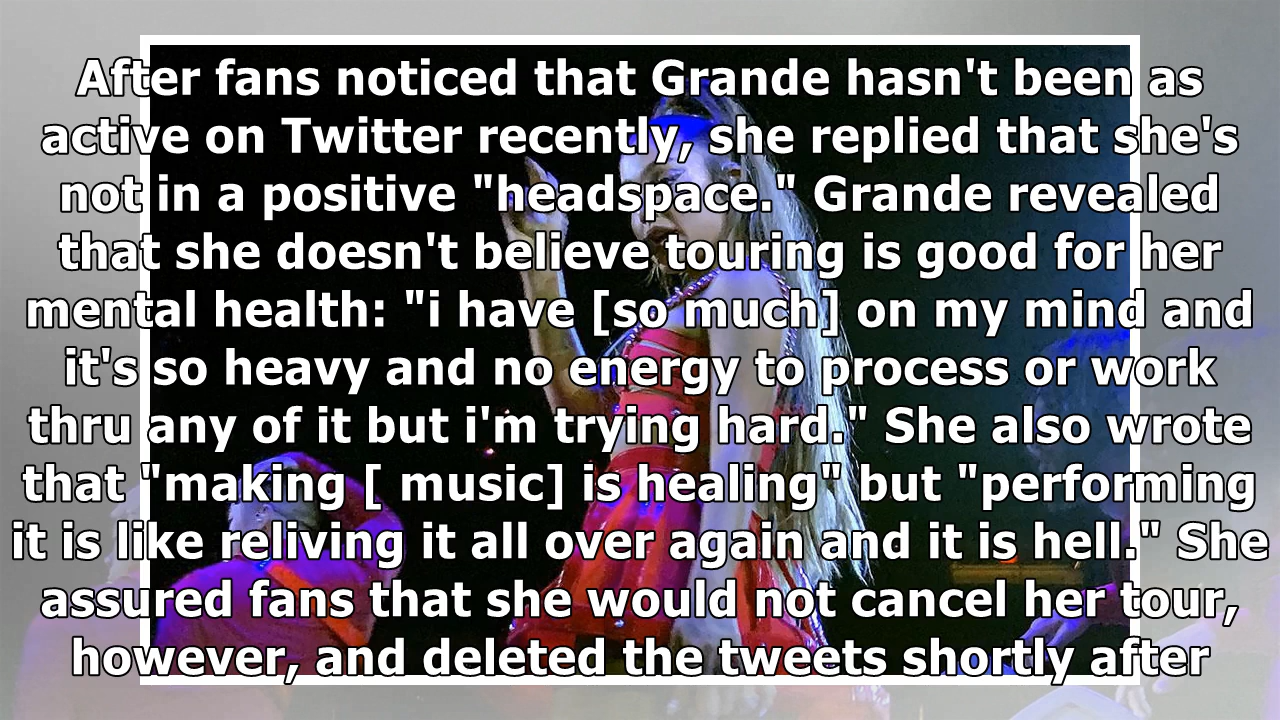 After fans noticed that Grande hasn't been as
active on Twitter recently, she replied that she's
not in a positive "headspace." Grande revealed
that she doesn't believe touring is good for her
mental health: "i have [so much] on my mind and
it's so heavy and no energy to process or work
thru any of it but i'm trying hard." She also wrote
that "making [ music] is healing" but "performing
it is like reliving it all over again and it is hell." She
assured fans that she would not cancel her tour,
however, and deleted the tweets shortly after